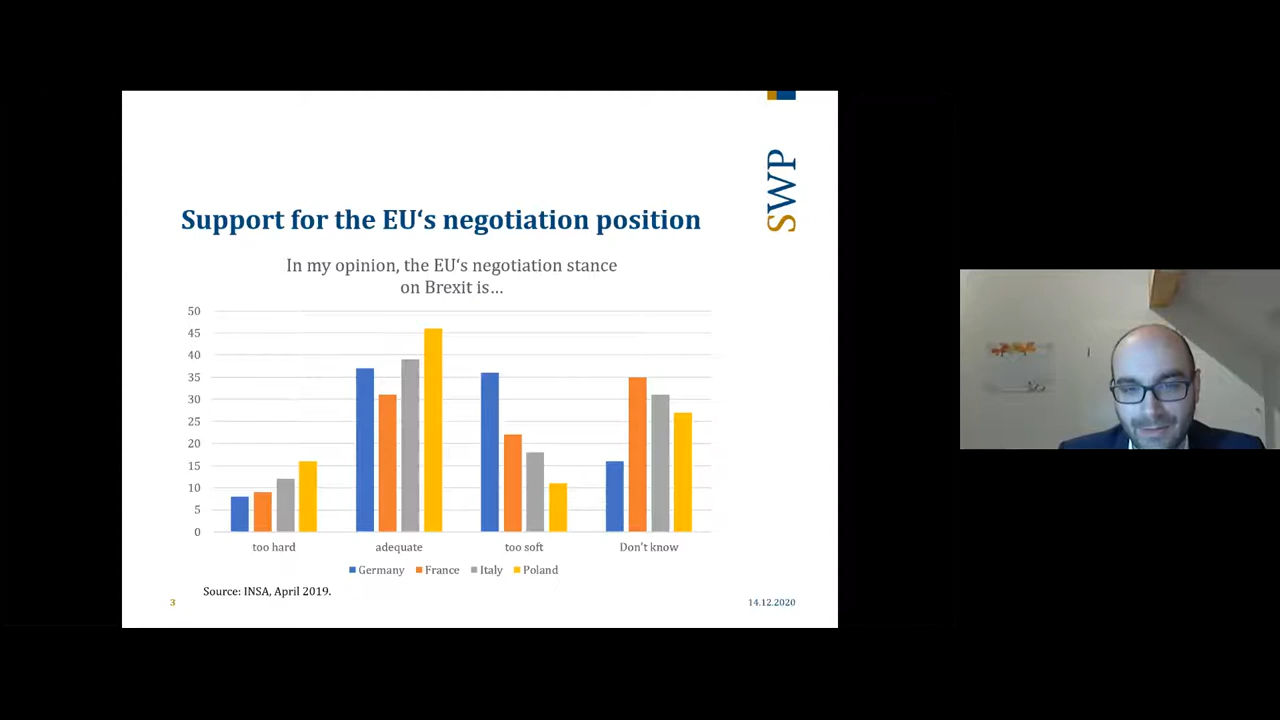 SWP
Support for the EU‘s negotiation position
In my opinion, the EU‘s negotiation stance
on Brexit is…
50
45
40
35
30
25
20
15
10
5
0
too hard
adequate
too soft
Don't know
Germany
France
Italy
Poland
Source: INSA, April 2019.
3
14.12.2020